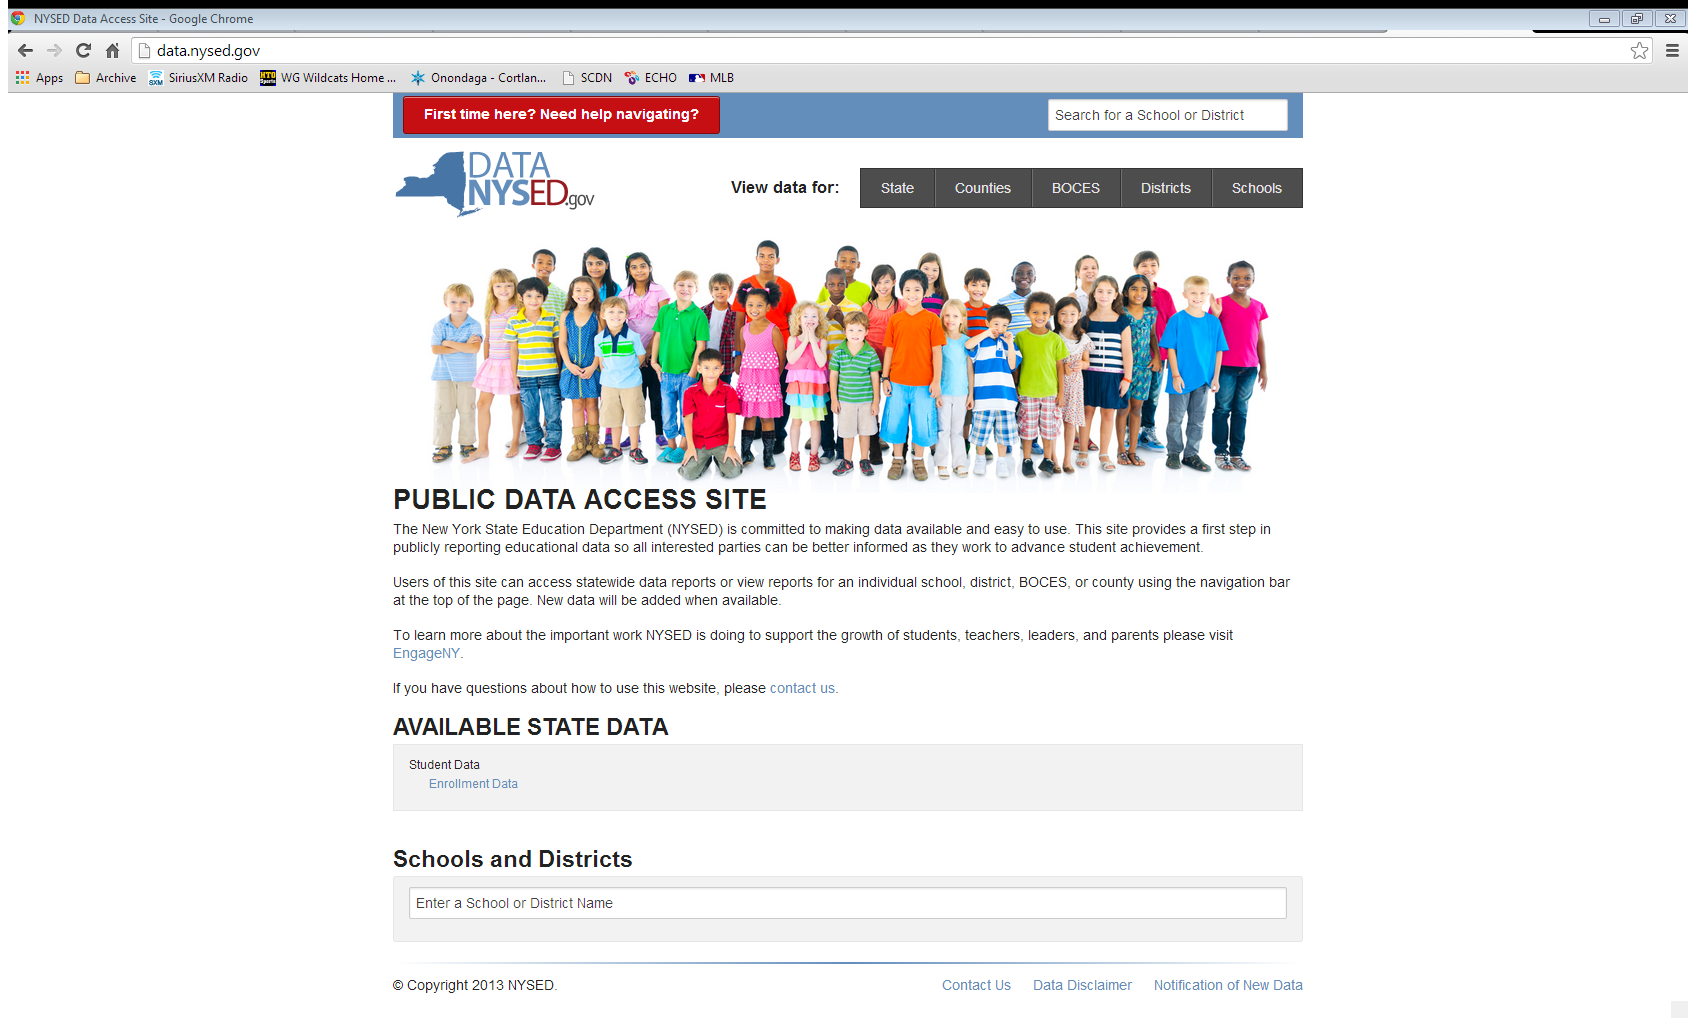 NYSED Data Access Site - Google Chrome
data.nysed.gov
Apps Archive SiriusXM Radio WG Wildcats Home ... Onondaga - Cortlan... SCDN ECHO MLB
First time here? Need help navigating?
Search for a School or District
DATA
NYSED.gov
View data for: State Counties BOCES Districts Schools
PUBLIC DATA ACCESS SITE
The New York State Education Department (NYSED) is committed to making data available and easy to use. This site provides a first step in
publicly reporting educational data so all interested parties can be better informed as they work to advance student achievement.
Users of this site can access statewide data reports or view reports for an individual school, district, BOCES, or county using the navigation bar
at the top of the page. New data will be added when available.
To learn more about the important work NYSED is doing to support the growth of students, teachers, leaders, and parents please visit
EngageNY.
If you have questions about how to use this website, please contact us.
AVAILABLE STATE DATA
Student Data
Enrollment Data
Schools and Districts
Enter a School or District Name
© Copyright 2013 NYSED.
Contact Us Data Disclaimer Notification of New Data